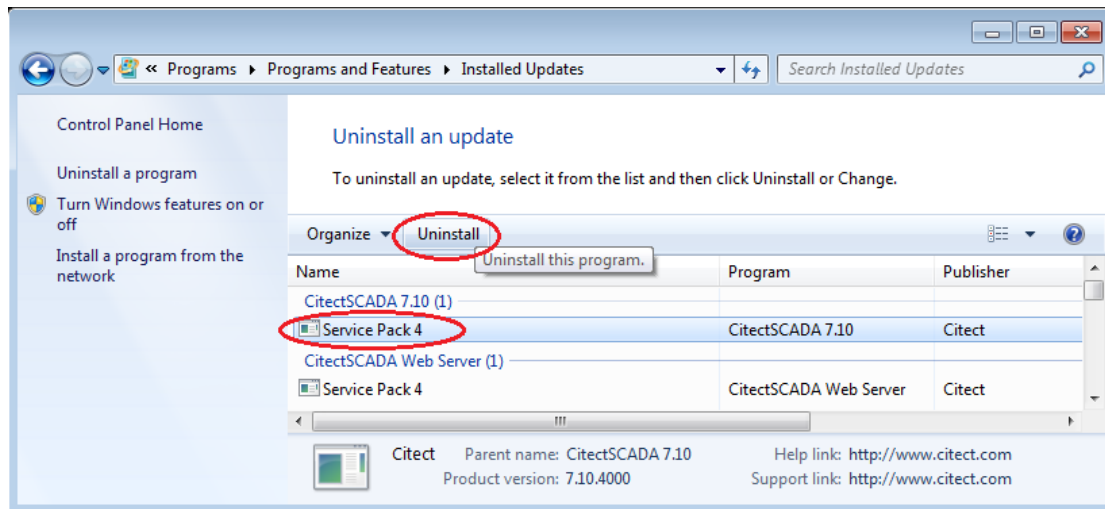 « Programs ▸ Programs and Features ▸ Installed Updates
Search Installed Updates
Control Panel Home
Uninstall a program
Turn Windows features on or
off
Install a program from the
network
Uninstall an update
To uninstall an update, select it from the list and then click Uninstall or Change.
Organize Uninstall
Uninstall this program.
Name Program Publisher
CitectSCADA 7.10 (1)
Service Pack 4 CitectSCADA 7.10 Citect
CitectSCADA Web Server (1)
Service Pack 4 CitectSCADA Web Server Citect
Citect Parent name: CitectSCADA 7.10 Help link: http://www.citect.com
Product version: 7.10.4000 Support link: http://www.citect.com